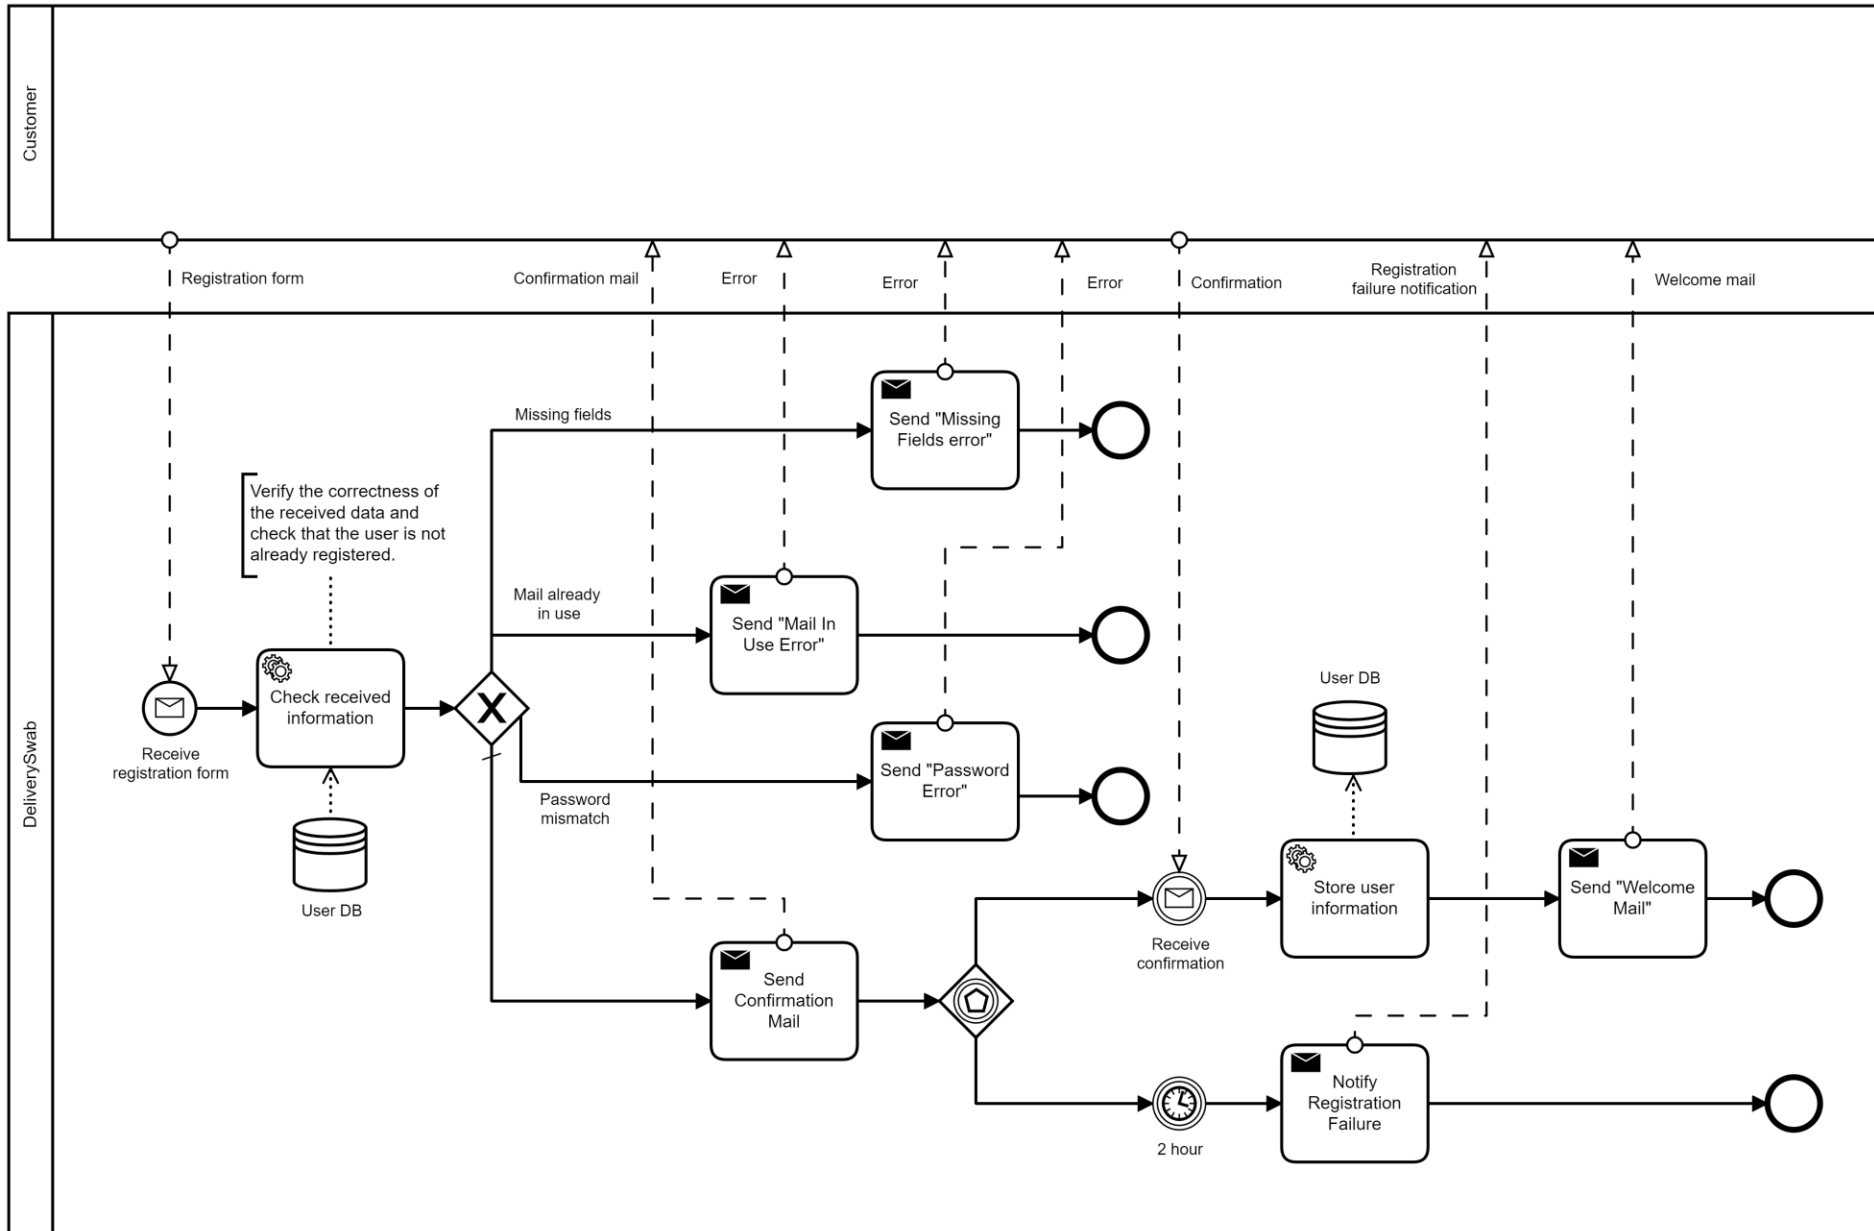 Customer
Registration form
Confirmation mail
Error
Error
Error
Confirmation
Registration
failure notification
Welcome mail
DeliverySwab
Missing fields
Send "Missing
Fields error"
Verify the correctness of
the received data and
check that the user is not
already registered.
Mail already
in use
Send "Mail In
Use Error"
Check received
information
Receive
registration form
User DB
Password
mismatch
Send "Password
Error"
User DB
Store user
information
Send "Welcome
Mail"
Receive
confirmation
Send
Confirmation
Mail
Notify
Registration
Failure
2 hour